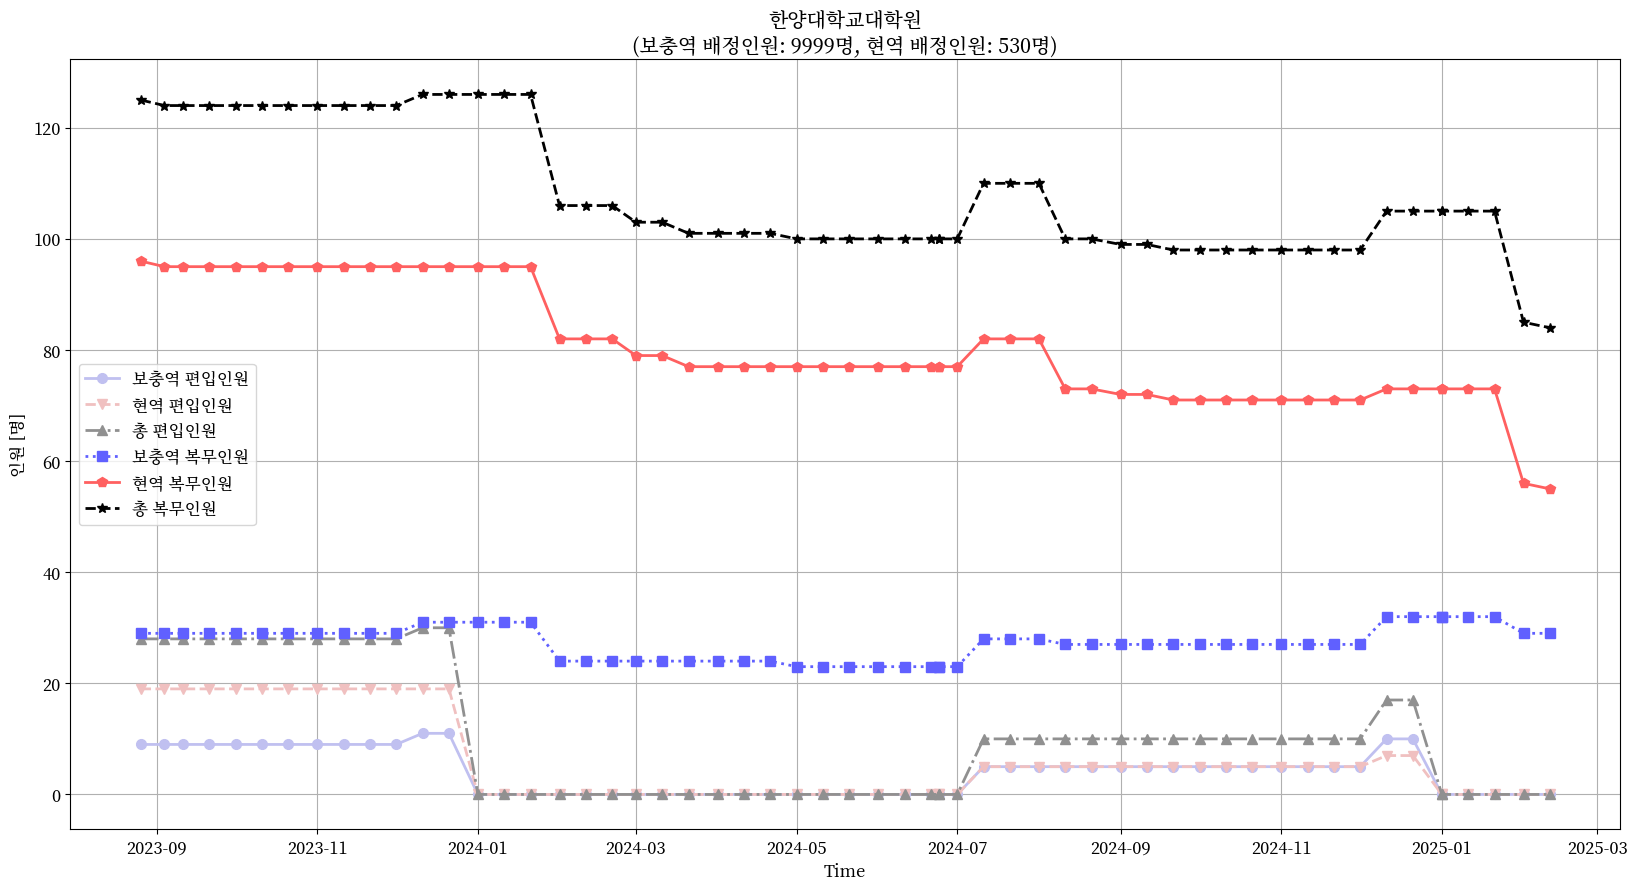 한양대학교대학원
(보충역 배정인원: 9999명, 현역 배정인원: 530명)
120
100
80
60
40
20
0
인원 [명]
보충역 편입인원
현역 편입인원
총 편입인원
보충역 복무인원
현역 복무인원
총 복무인원
2023-09
2023-11
2024-01
2024-03
2024-05
2024-07
2024-09
2024-11
2025-01
2025-03
Time